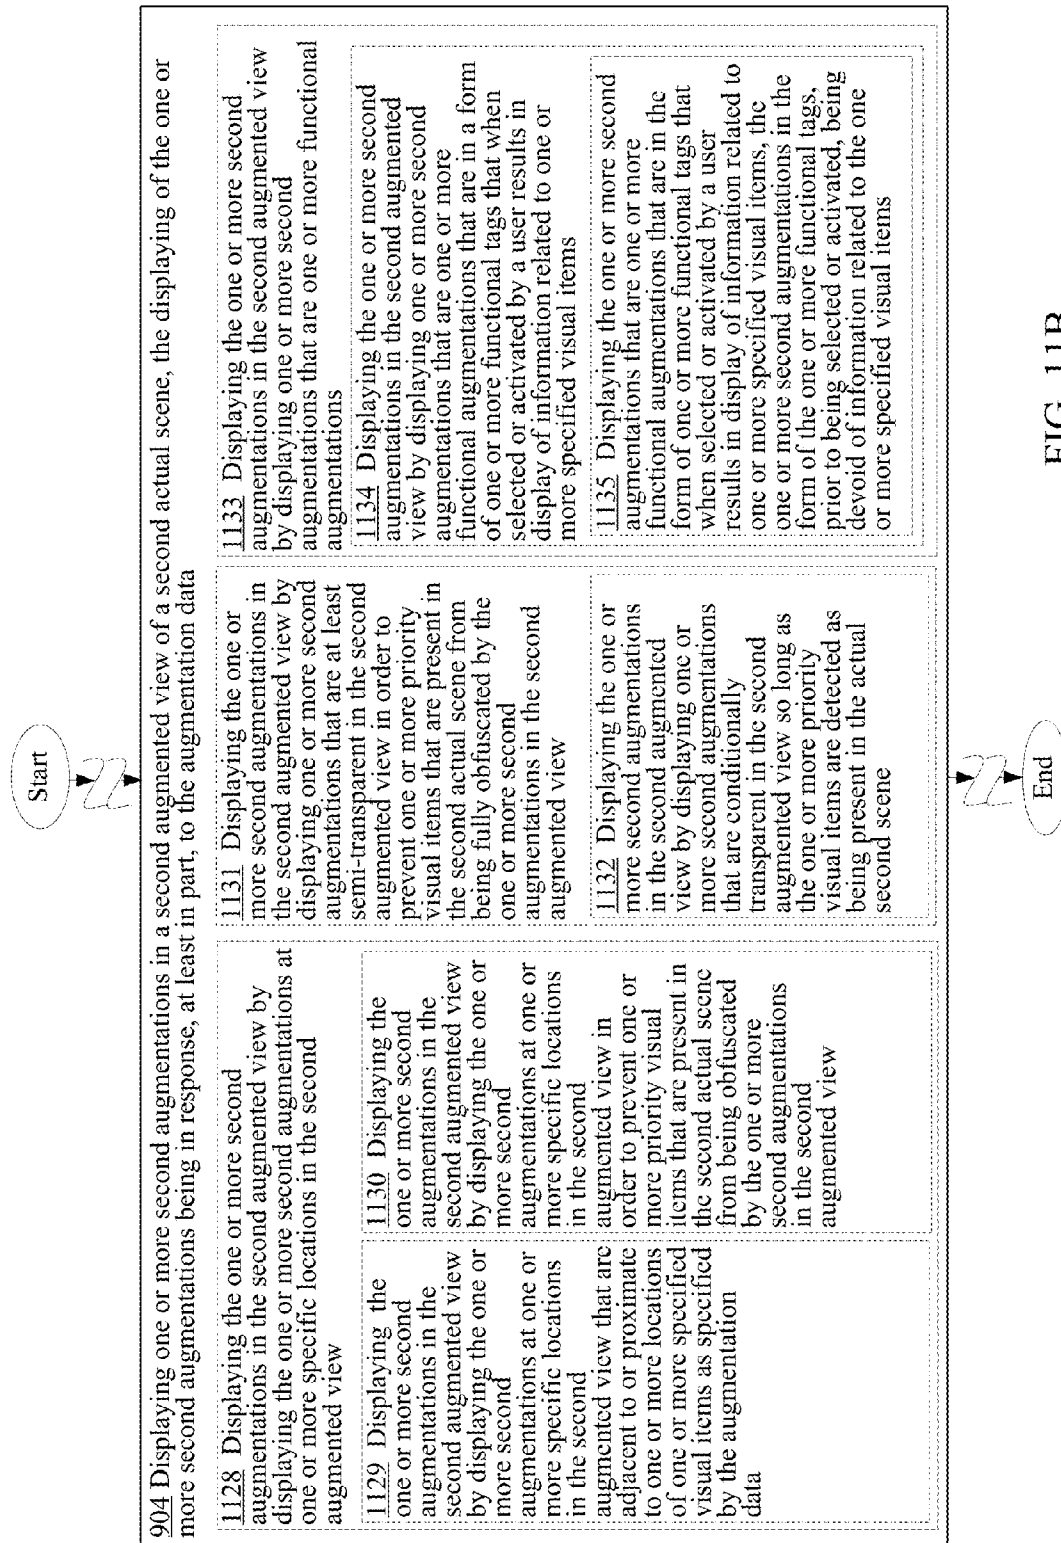 Start
904 Displaying one or more second augmentations in a second augmented view of a second actual scene, the displaying of the one or
more second augmentations being in response, at least in part, to the augmentation data
1128 Displaying the one or more second
augmentations in the second augmented view by
displaying the one or more second augmentations at
one or more specific locations in the second
augmented view
1129 Displaying the
one or more second
augmentations in the
second augmented view
by displaying the one or
more second
augmentations at one or
more specific locations
in the second
augmented view that are
adjacent to or proximate
to one or more locations
of one or more specified
visual items as specified
by the augmentation
data
1130 Displaying the
one or more second
augmentations in the
second augmented view
by displaying the one or
more second
augmentations at one or
more specific locations
in the second
augmented view in
order to prevent one or
more priority visual
items that are present in
the second actual scene
from being obfuscated
by the one or more
second augmentations
in the second
augmented view
1131 Displaying the one or
more second augmentations in
the second augmented view by
displaying one or more second
augmentations that are at least
semi-transparent in the second
augmented view in order to
prevent one or more priority
visual items that are present in
the second actual scene from
being fully obfuscated by the
one or more second
augmentations in the second
augmented view
1132 Displaying the one or
more second augmentations
in the second augmented
view by displaying one or
more second augmentations
that are conditionally
transparent in the second
augmented view so long as
the one or more priority
visual items are detected as
being present in the actual
second scene
1133 Displaying the one or more second
augmentations in the second augmented view
by displaying one or more second
augmentations that are one or more functional
augmentations
1134 Displaying the one or more second
augmentations in the second augmented
view by displaying one or more second
augmentations that are one or more
functional augmentations that are in a form
of one or more functional tags that when
selected or activated by a user results in
display of information related to one or
more specified visual items
1135 Displaying the one or more second
augmentations that are one or more
functional augmentations that are in the
form of one or more functional tags that
when selected or activated by a user
results in display of information related to
one or more specified visual items, the
one or more second augmentations in the
form of the one or more functional tags,
prior to being selected or activated, being
devoid of information related to the one
or more specified visual items
End
FIG. 11B